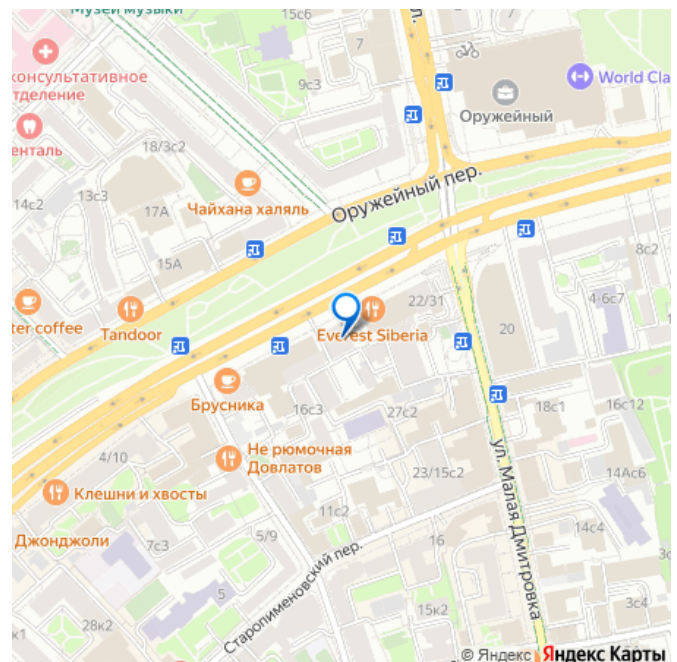 Музей музыки
15с6
7
консультативное
тделение
9с3
World Cla
Оружейный
енталь
18/3с2
Оружейный пер.
13с3
14с2
17А
Чайхана халяль
15А
8с2
22/31
4-6с7
ter coffee
Tandoor
Everest Siberia
20
Брусника
16с3
27с2
18с1
16с12
ул. Малая Дмитровка
Не рюмочная
Довлатов
4/10
23/15с2
14Ас6
Клешни и хвосты
11с2
14с4
Джонджоли
7с3
5/9
16
Старопименовский пер.
5
15к2
3с4
28к2
© Яндекс Яндекс Карты